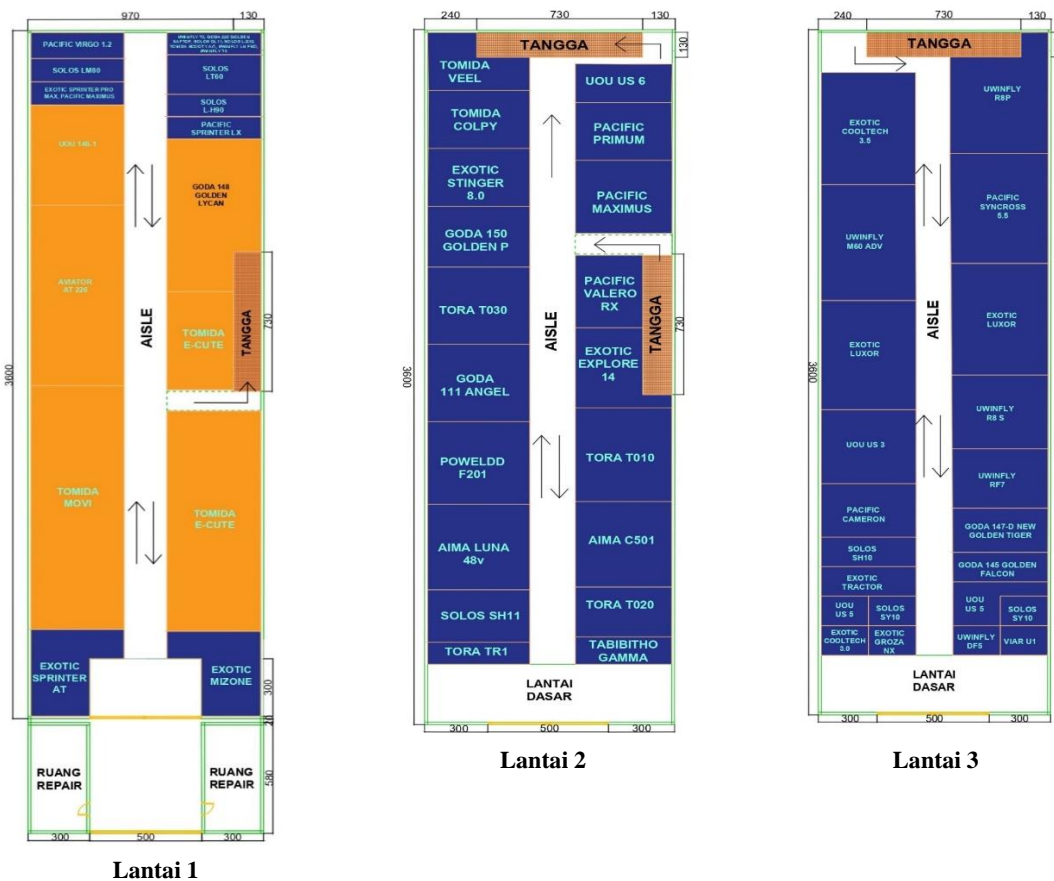 970
130
PACIFIC VIRGO 1.2
SOLOS LM80
EXOTIC SPRINTER PRO
MAX, PACIFIC MAXIMUS
UOU 146-1
AVIATOR
AT 226
TOMIDA
MOVI
EXOTIC
SPRINTER
AT
SOLOS
LT60
SOLOS
L-H90
PACIFIC
SPRINTER LX
GODA 148
GOLDEN
LYCAN
TOMIDA
E-CUTE
TANGGA
730
TOMIDA
E-CUTE
EXOTIC
MIZONE
AISLE
3600
300
20
580
RUANG
REPAIR
RUANG
REPAIR
300
500
300
Lantai 1
240
730
130
TANGGA
130
TOMIDA
VEEL
TOMIDA
COLPY
EXOTIC
STINGER
8.0
GODA 150
GOLDEN P
TORA T030
GODA
111 ANGEL
POWELDD
F201
AIMA LUNA
48v
SOLOS SH11
TORA TR1
UOU US 6
PACIFIC
PRIMUM
PACIFIC
MAXIMUS
PACIFIC
VALERO
RX
EXOTIC
EXPLORE
14
TANGGA
730
TORA T010
AIMA C501
TORA T020
TABIBITHO
GAMMA
AISLE
3600
LANTAI
DASAR
300
500
300
Lantai 2
240
730
130
TANGGA
130
EXOTIC
COOLTECH
3.5
UWINFLY
M60 ADV
EXOTIC
LUXOR
UOU US 3
PACIFIC
CAMERON
SOLOS
SH10
EXOTIC
TRACTOR
UOU
US 5
SOLOS
SY10
EXOTIC
COOLTECH
3.0
EXOTIC
GROZA
NX
UWINFLY
R8P
PACIFIC
SYNCROSS
5.5
EXOTIC
LUXOR
UWINFLY
R8 S
UWINFLY
RF7
GODA 147-D NEW
GOLDEN TIGER
GODA 145 GOLDEN
FALCON
UOU
US 5
SOLOS
SY10
UWINFLY
DF5
VIAR U1
AISLE
3600
LANTAI
DASAR
300
500
300
Lantai 3